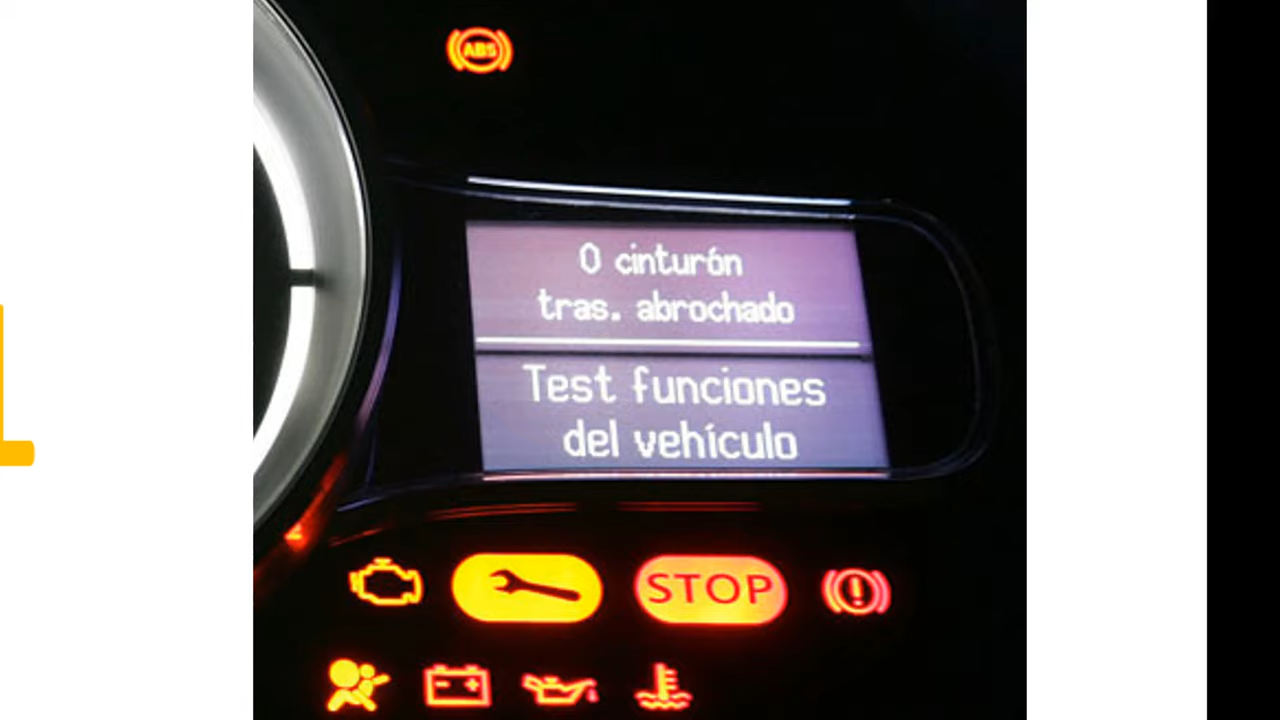 ABS
0 cinturón
tras. abrochado
Test funciones
del vehículo
STOP